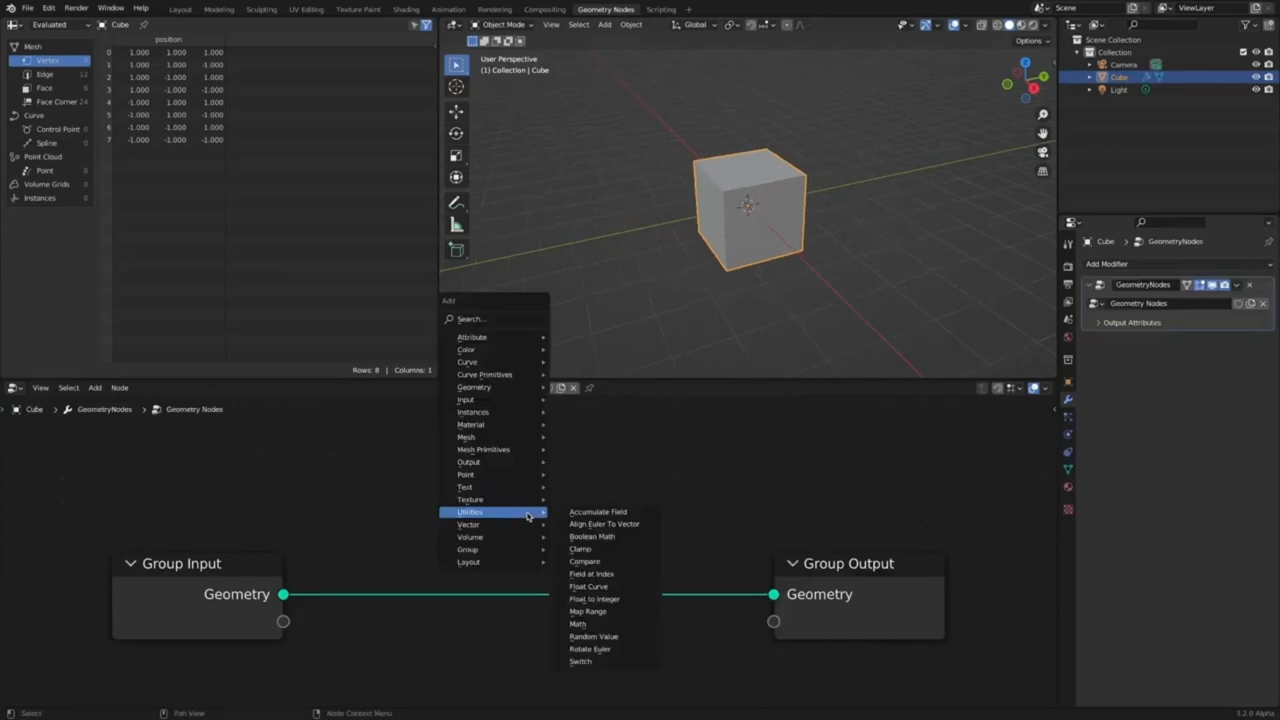 File Edit Render Window Help Layout Modeling Sculpting UV Editing Texture Paint Shading Animation Rendering Compositing Geometry Nodes Scripting + Scene ViewLayer
Evaluated Cube
position
Mesh
Vertex 8
Edge 12
Face 6
Face Corner 24
Curve
Control Point 0
Spline 0
Point Cloud
Point 0
Volume Grids
Instances 0
0 1.000 1.000 1.000
1 1.000 1.000 -1.000
2 1.000 -1.000 1.000
3 1.000 -1.000 -1.000
4 -1.000 1.000 1.000
5 -1.000 1.000 -1.000
6 -1.000 -1.000 1.000
7 -1.000 -1.000 -1.000
Rows: 8 | Columns: 1
Object Mode View Select Add Object Global
Options
User Perspective
(1) Collection | Cube
Z
Y
X
Scene Collection
Collection
Camera
Cube
Light
Cube > GeometryNodes
Add Modifier
GeometryNodes
Geometry Nodes
Output Attributes
View Select Add Node
Cube > GeometryNodes > Geometry Nodes
Add
Search...
Attribute
Color
Curve
Curve Primitives
Geometry
Input
Instances
Material
Mesh
Mesh Primitives
Output
Point
Text
Texture
Utilities
Vector
Volume
Group
Layout
Accumulate Field
Align Euler To Vector
Boolean Math
Clamp
Compare
Field at Index
Float Curve
Float to Integer
Map Range
Math
Random Value
Rotate Euler
Switch
Group Input
Geometry
Group Output
Geometry
Select Pan View Node Context Menu 3.2.0 Alpha